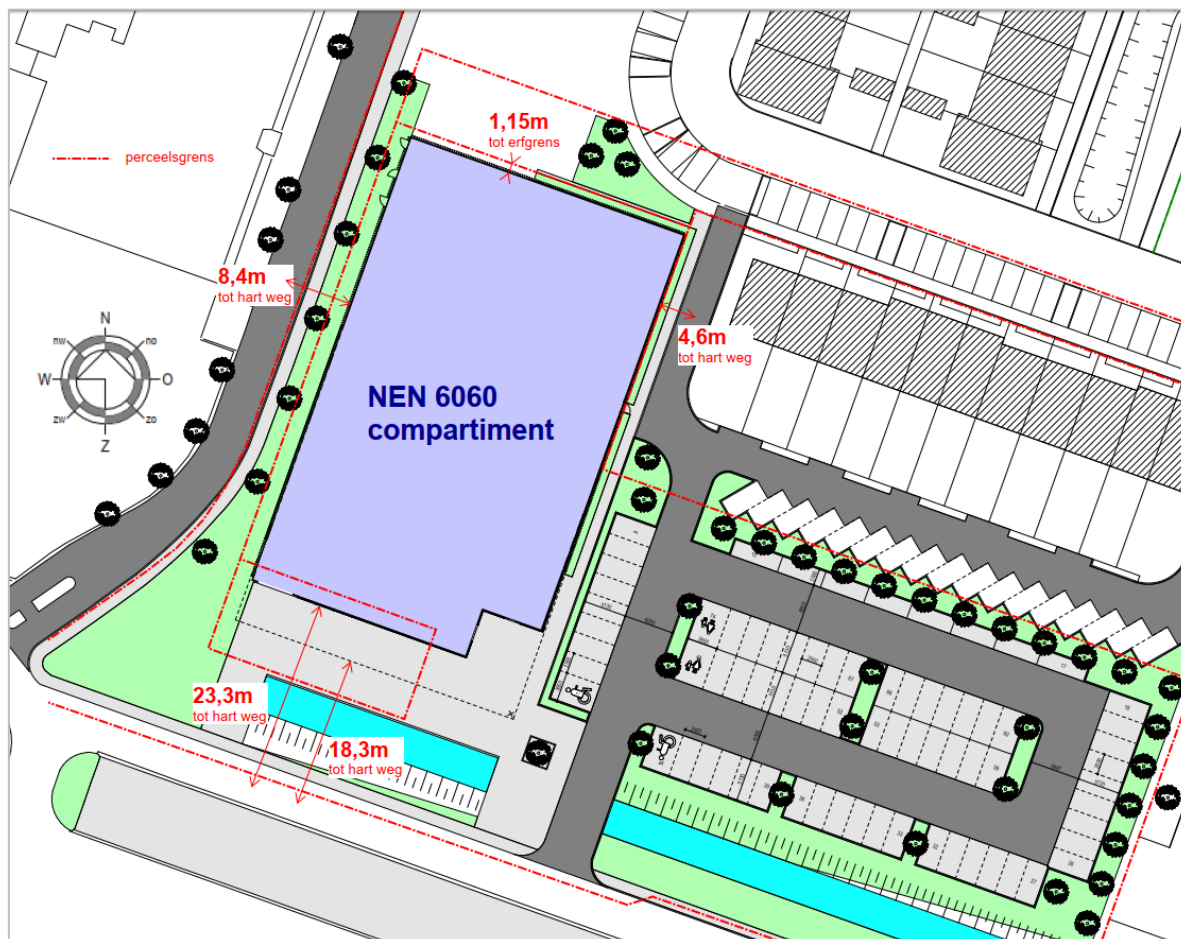 1,15m
tot erfgrens
perceelsgrens
8,4m
tot hart weg
N
nw
no
W
O
zw
zo
Z
4,6m
tot hart weg
NEN 6060
compartiment
23,3m
tot hart weg
18,3m
tot hart weg